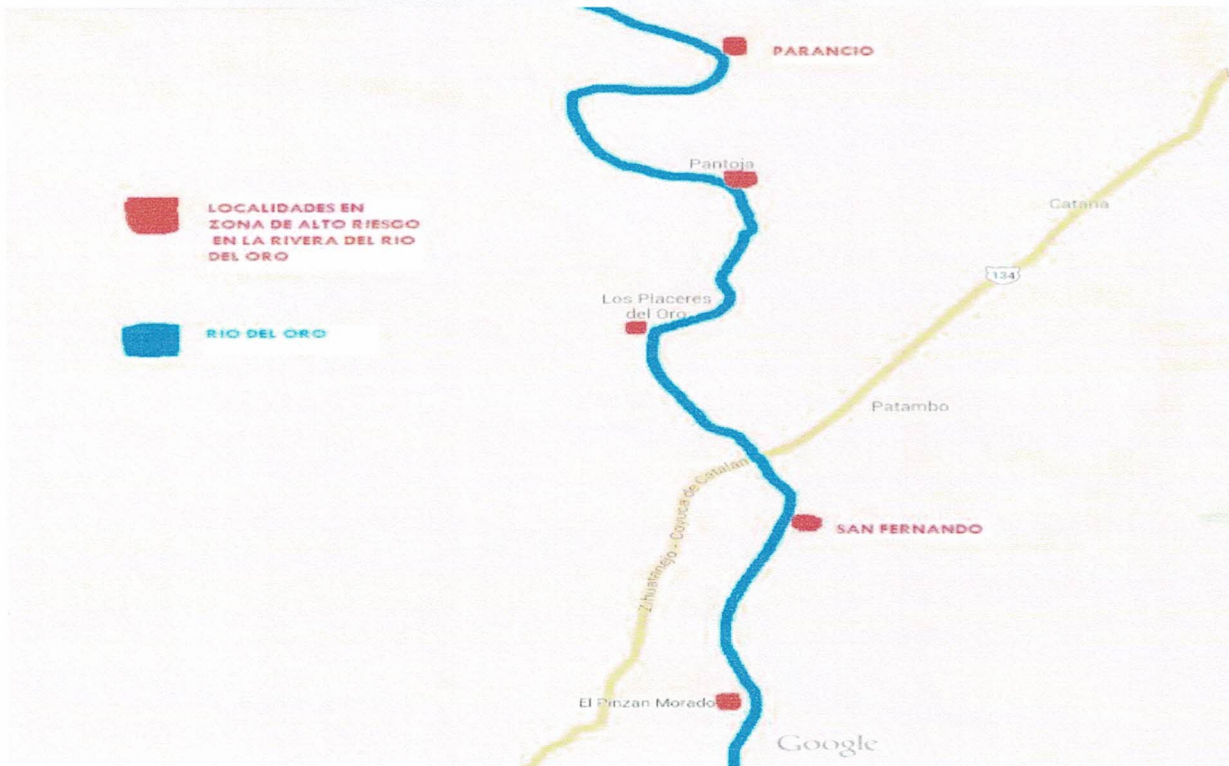 PARANCIO
Pantoja
LOCALIDADES EN
ZONA DE ALTO RIESGO
EN LA RIVERA DEL RIO
DEL ORO
Catana
134
Los Placeres
del Oro
RIO DEL ORO
Patambo
Zihuatanejo - Coyuca de Catalan
SAN FERNANDO
El Pinzan Morado
Google